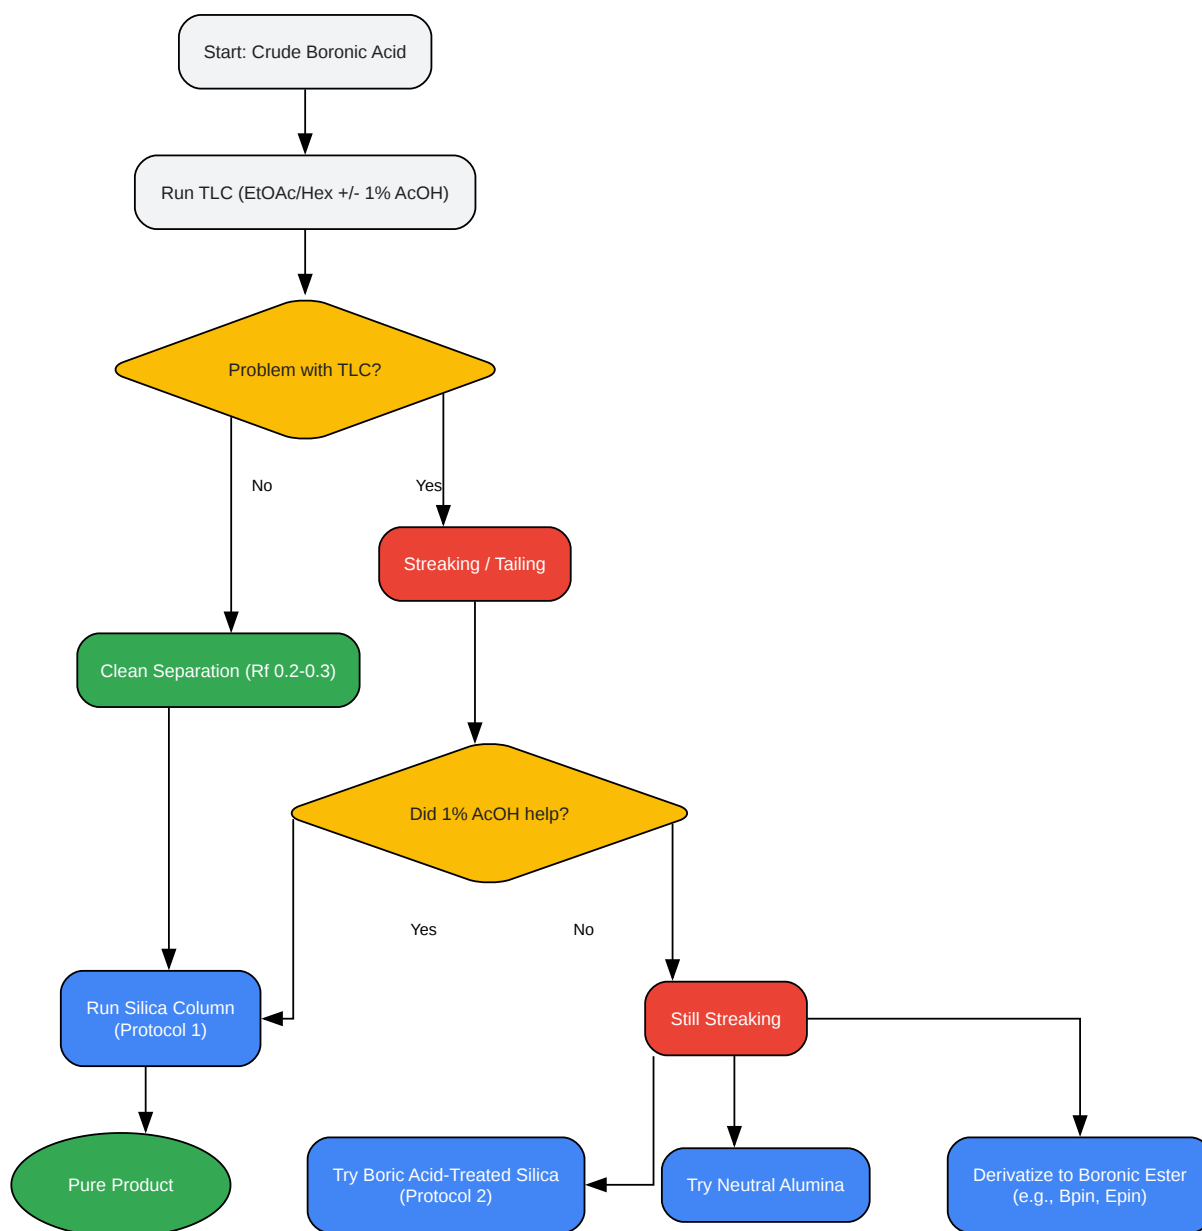 Start: Crude Boronic Acid
Run TLC (EtOAc/Hex +/- 1% AcOH)
Problem with TLC?
No
Yes
Streaking / Tailing
Clean Separation (Rf 0.2-0.3)
Did 1% AcOH help?
Yes
No
Run Silica Column
(Protocol 1)
Still Streaking
Pure Product
Try Boric Acid-Treated Silica
(Protocol 2)
Try Neutral Alumina
Derivatize to Boronic Ester
(e.g., Bpin, Epin)